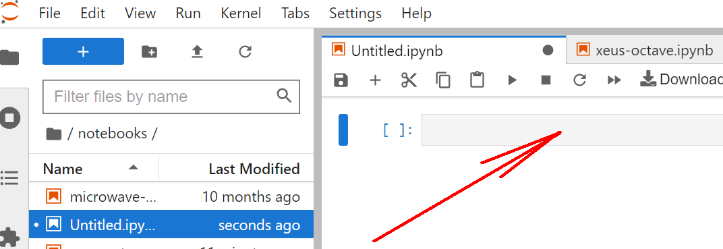 File Edit View Run Kernel Tabs Settings Help
Untitled.ipynb
xeus-octave.ipynb
Download
Filter files by name
/ notebooks /
[ ]:
Name Last Modified
microwave-... 10 months ago
Untitled.ipy... seconds ago